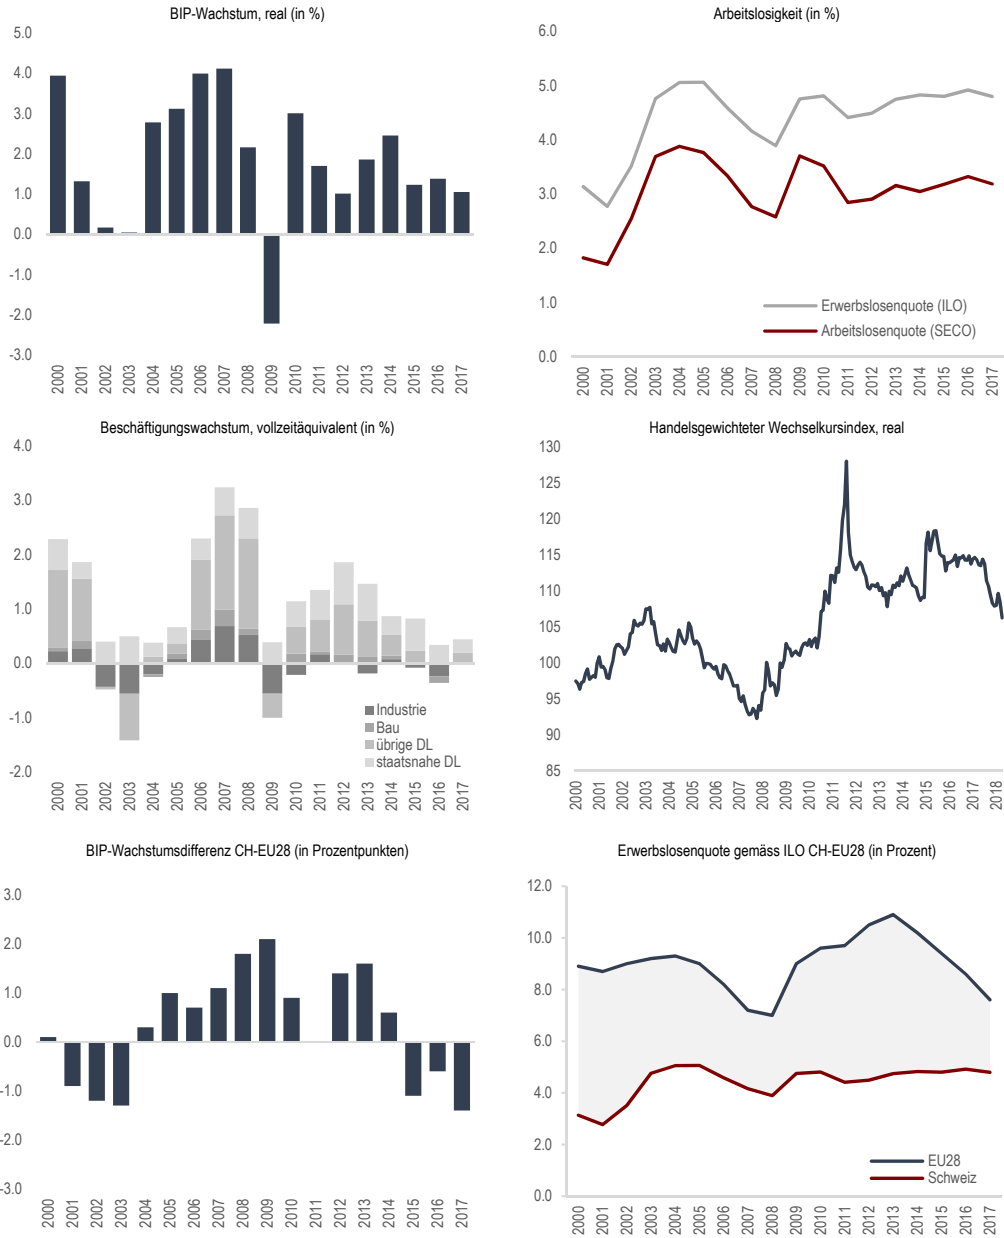 BIP-Wachstum, real (in %)
5.0
4.0
3.0
2.0
1.0
0.0
-1.0
-2.0
-3.0
2000 2001 2002 2003 2004 2005 2006 2007 2008 2009 2010 2011 2012 2013 2014 2015 2016 2017
Arbeitslosigkeit (in %)
6.0
5.0
4.0
3.0
2.0
1.0
0.0
Erwerbslosenquote (ILO)
Arbeitslosenquote (SECO)
2000 2001 2002 2003 2004 2005 2006 2007 2008 2009 2010 2011 2012 2013 2014 2015 2016 2017
Beschäftigungswachstum, vollzeitäquivalent (in %)
4.0
3.0
2.0
1.0
0.0
-1.0
-2.0
Industrie
Bau
übrige DL
staatsnahe DL
2000 2001 2002 2003 2004 2005 2006 2007 2008 2009 2010 2011 2012 2013 2014 2015 2016 2017
Handelsgewichteter Wechselkursindex, real
130
125
120
115
110
105
100
95
90
85
2000 2001 2002 2003 2004 2005 2006 2007 2008 2009 2010 2011 2012 2013 2014 2015 2016 2017 2018
BIP-Wachstumsdifferenz CH-EU28 (in Prozentpunkten)
3.0
2.0
1.0
0.0
-1.0
-2.0
-3.0
2000 2001 2002 2003 2004 2005 2006 2007 2008 2009 2010 2011 2012 2013 2014 2015 2016 2017
Erwerbslosenquote gemäss ILO CH-EU28 (in Prozent)
12.0
10.0
8.0
6.0
4.0
2.0
0.0
EU28
Schweiz
2000 2001 2002 2003 2004 2005 2006 2007 2008 2009 2010 2011 2012 2013 2014 2015 2016 2017